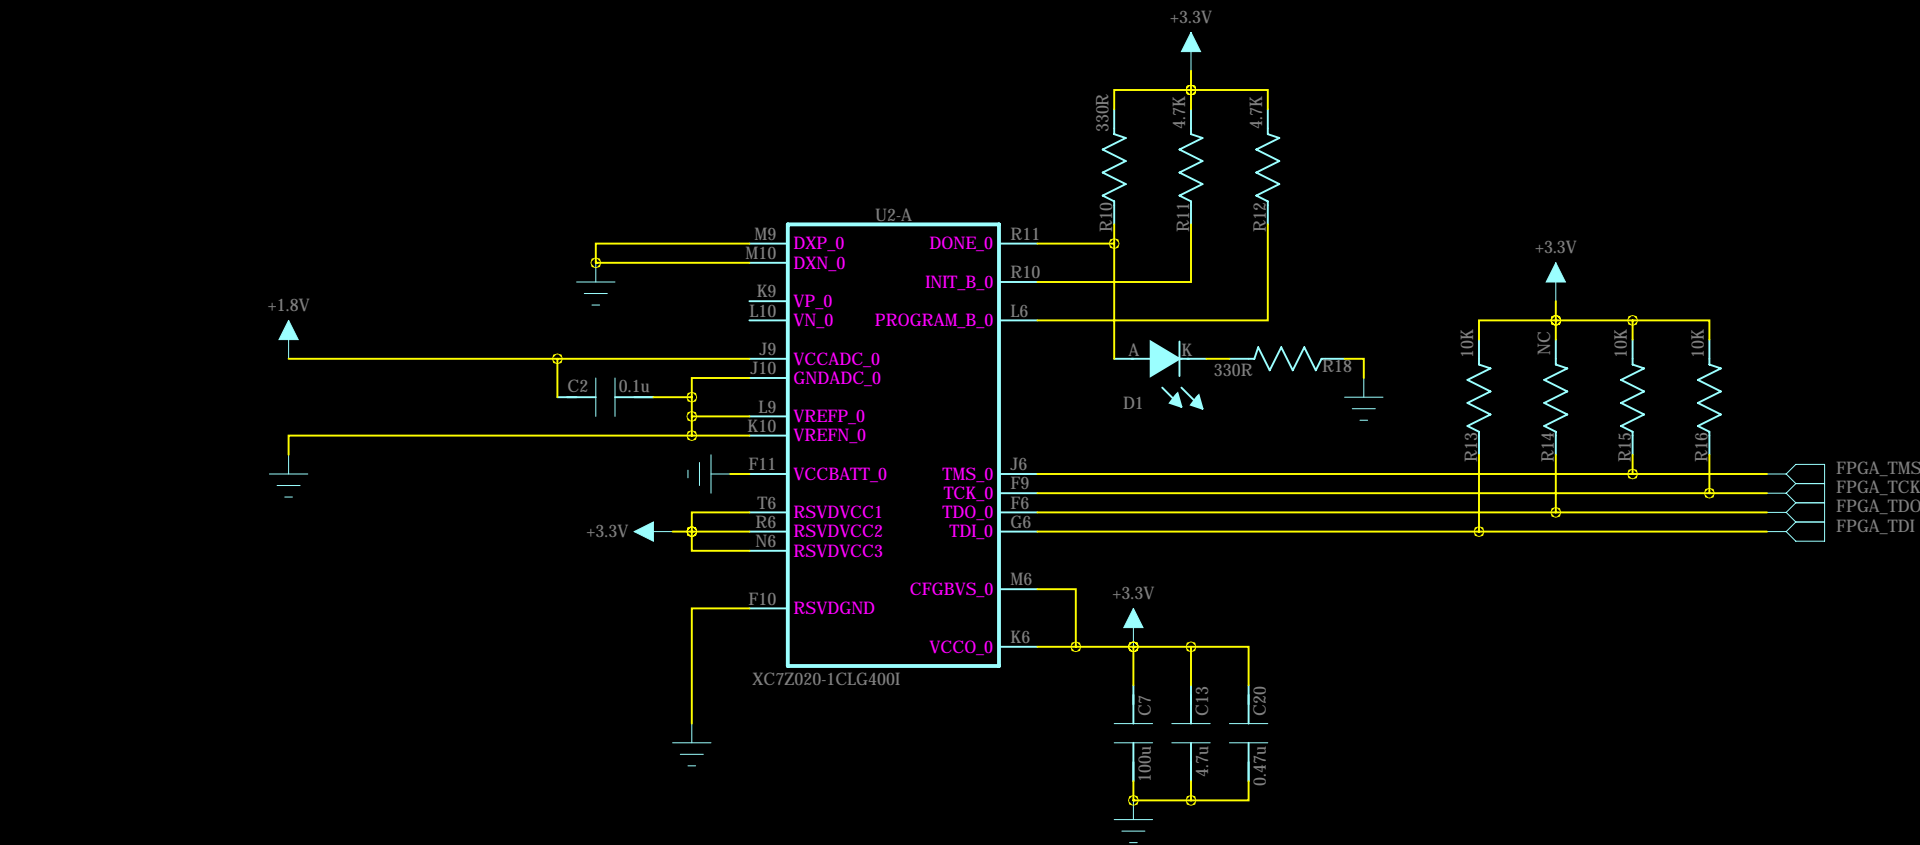 +3.3V
330R
4.7K
4.7K
R10
R11
R12
U2-A
M9
DXP_0
DONE_0
R11
M10
DXN_0
+3.3V
K9
VP_0
INIT_B_0
R10
+1.8V
L10
VN_0
PROGRAM_B_0
L6
10K
NC
10K
10K
J9
VCCADC_0
A
K
J10
GNDADC_0
330R
R18
C2
0.1u
D1
L9
VREFP_0
K10
VREFN_0
R13
R14
R15
R16
F11
VCCBATT_0
TMS_0
J6
FPGA_TMS
TCK_0
F9
FPGA_TCK
T6
RSVDVCC1
TDO_0
F6
FPGA_TDO
+3.3V
R6
RSVDVCC2
TDI_0
G6
FPGA_TDI
N6
RSVDVCC3
CFGBVS_0
M6
+3.3V
F10
RSVDGND
VCCO_0
K6
XC7Z020-1CLG400I
C7
C13
C20
100u
4.7u
0.47u